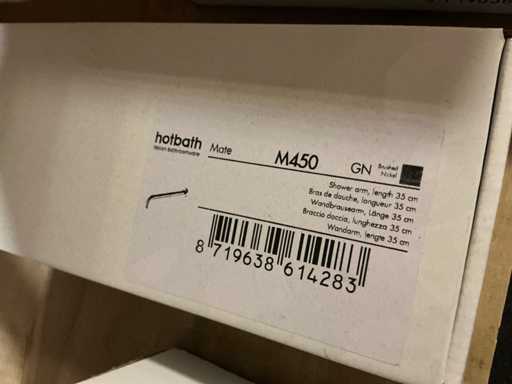 hotbath
Mate
M450
GN
Brushed
Nickel
Shower arm, length 35 cm
Bras de douche, longueur 35 cm
Wandbrausearm, Länge 35 cm
Braccio doccia, lunghezza 35 cm
Wandarm, lengte 35 cm
8 719638 614283